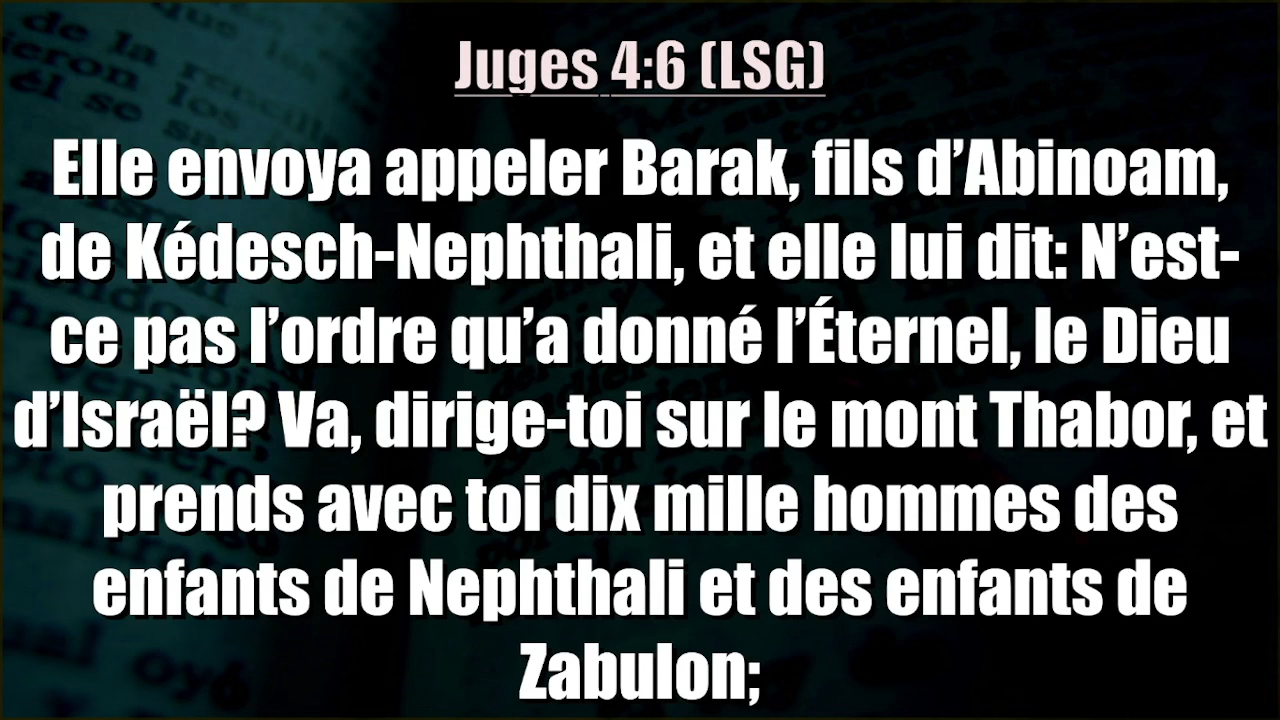 Juges 4:6 (LSG)
Elle envoya appeler Barak, fils d’Abinoam,
de Kédesch-Nephthali, et elle lui dit: N’est-
ce pas l’ordre qu’a donné l’Éternel, le Dieu
d’Israël? Va, dirige-toi sur le mont Thabor, et
prends avec toi dix mille hommes des
enfants de Nephthali et des enfants de
Zabulon;